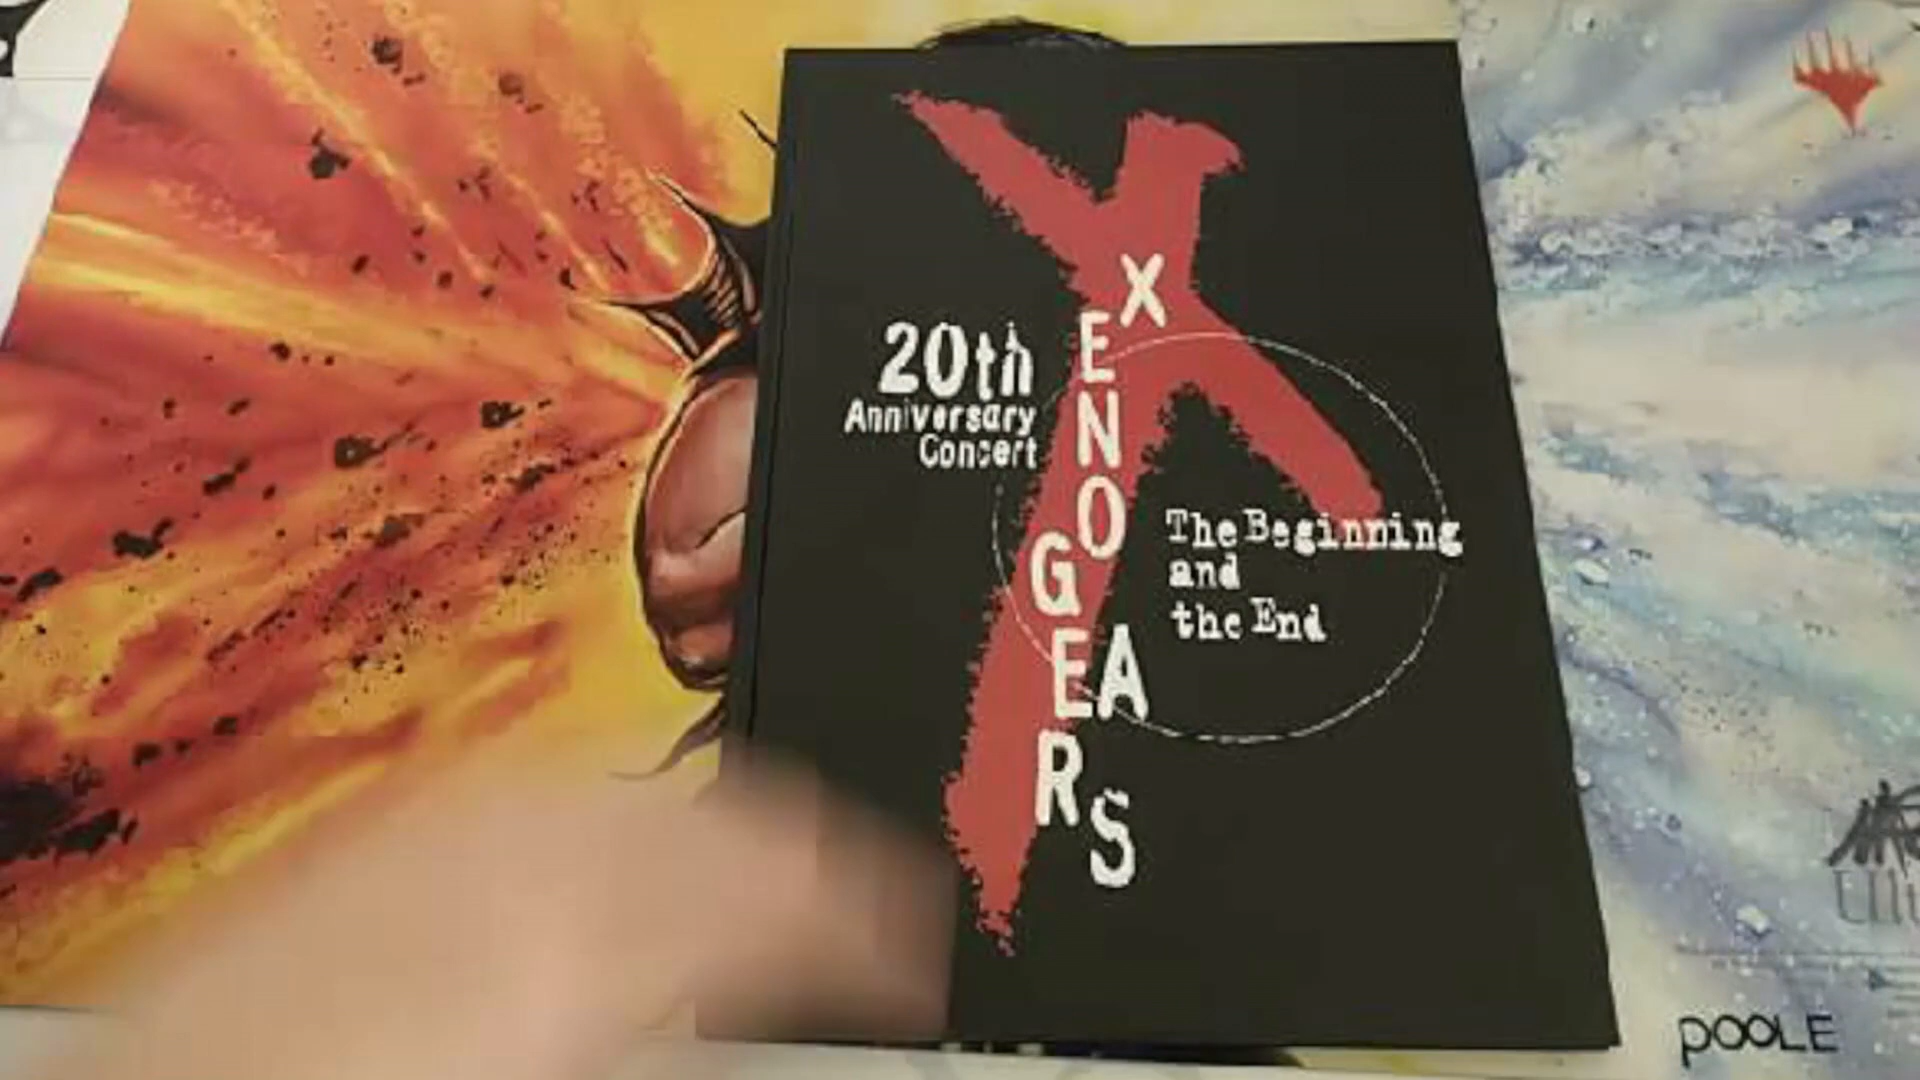 20th
Anniversary
Concert
XENOGEARS
The Beginning
and
the End
POOLE